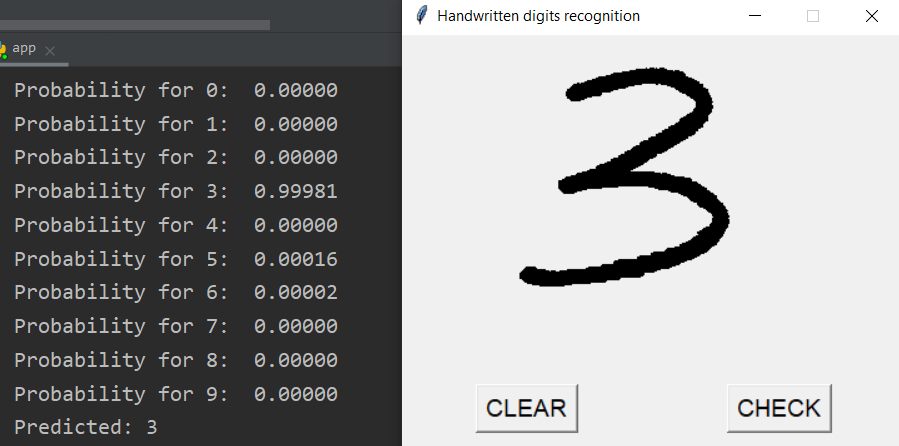 app
Probability for 0: 0.00000
Probability for 1: 0.00000
Probability for 2: 0.00000
Probability for 3: 0.99981
Probability for 4: 0.00000
Probability for 5: 0.00016
Probability for 6: 0.00002
Probability for 7: 0.00000
Probability for 8: 0.00000
Probability for 9: 0.00000
Predicted: 3
Handwritten digits recognition
3
CLEAR
CHECK